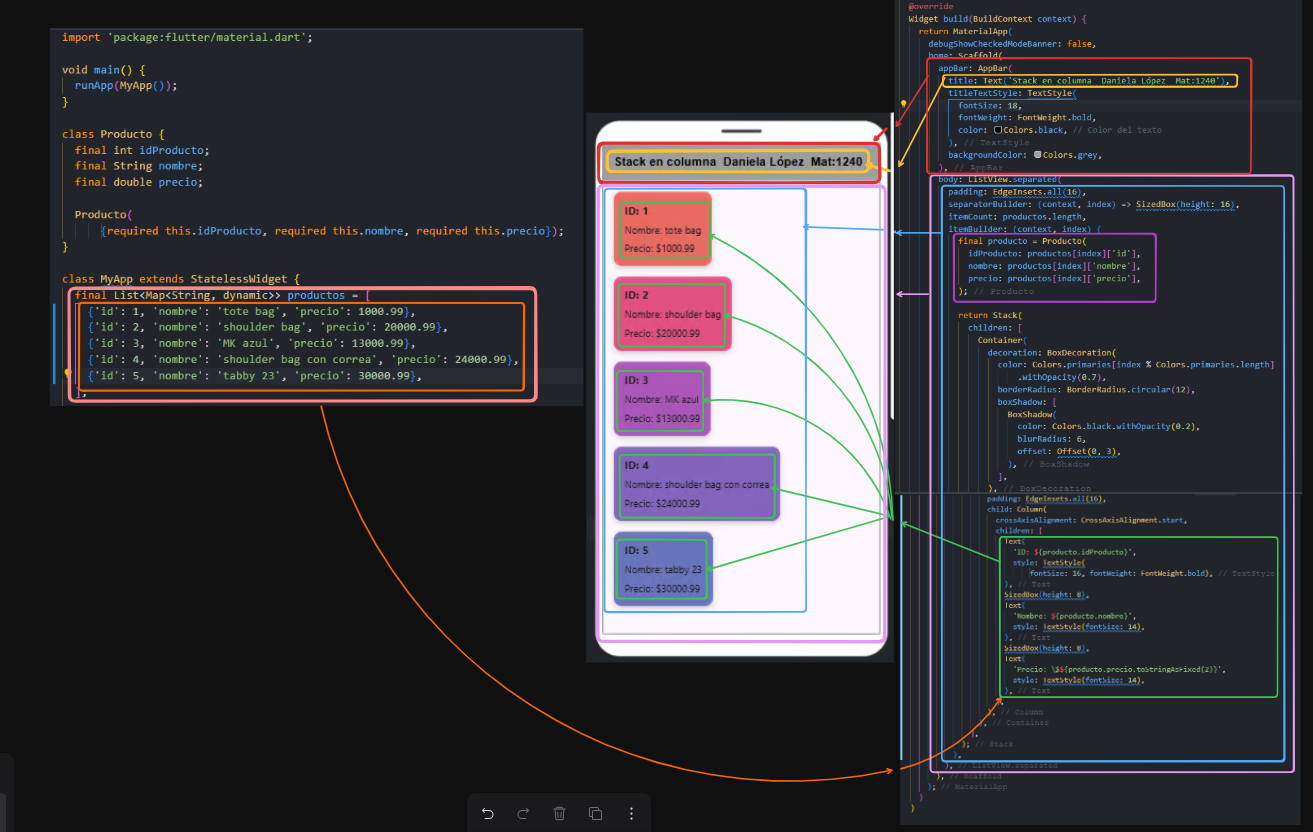 import 'package:flutter/material.dart';
void main() {
runApp(MyApp());
}
class Producto {
final int idProducto;
final String nombre;
final double precio;
Producto(
{required this.idProducto, required this.nombre, required this.precio});
}
class MyApp extends StatelessWidget {
final List<Map<String, dynamic>> productos = [
{'id': 1, 'nombre': 'tote bag', 'precio': 1000.99},
{'id': 2, 'nombre': 'shoulder bag', 'precio': 20000.99},
{'id': 3, 'nombre': 'MK azul', 'precio': 13000.99},
{'id': 4, 'nombre': 'shoulder bag con correa', 'precio': 24000.99},
{'id': 5, 'nombre': 'tabby 23', 'precio': 30000.99},
];
Stack en columna Daniela López Mat:1240
ID: 1
Nombre: tote bag
Precio: $1000.99
ID: 2
Nombre: shoulder bag
Precio: $20000.99
ID: 3
Nombre: MK azul
Precio: $13000.99
ID: 4
Nombre: shoulder bag con correa
Precio: $24000.99
ID: 5
Nombre: tabby 23
Precio: $30000.99
@override
Widget build(BuildContext context) {
return MaterialApp(
debugShowCheckedModeBanner: false,
home: Scaffold(
appBar: AppBar(
title: Text('Stack en columna  Daniela López  Mat:1240'),
titleTextStyle: TextStyle(
fontSize: 18,
fontWeight: FontWeight.bold,
color: Colors.black, // Color del texto
), // TextStyle
backgroundColor: Colors.grey,
), // AppBar
body: ListView.separated(
padding: EdgeInsets.all(16),
separatorBuilder: (context, index) => SizedBox(height: 16),
itemCount: productos.length,
itemBuilder: (context, index) {
final producto = Producto(
idProducto: productos[index]['id'],
nombre: productos[index]['nombre'],
precio: productos[index]['precio'],
); // Producto
return Stack(
children: [
Container(
decoration: BoxDecoration(
color: Colors.primaries[index % Colors.primaries.length]
.withOpacity(0.7),
borderRadius: BorderRadius.circular(12),
boxShadow: [
BoxShadow(
color: Colors.black.withOpacity(0.2),
blurRadius: 6,
offset: Offset(0, 3),
), // BoxShadow
],
), // BoxDecoration
padding: EdgeInsets.all(16),
child: Column(
crossAxisAlignment: CrossAxisAlignment.start,
children: [
Text(
'ID: ${producto.idProducto}',
style: TextStyle(
fontSize: 16, fontWeight: FontWeight.bold), // TextStyle
), // Text
SizedBox(height: 8),
Text(
'Nombre: ${producto.nombre}',
style: TextStyle(fontSize: 14),
), // Text
SizedBox(height: 8),
Text(
'Precio: \$${producto.precio.toStringAsFixed(2)}',
style: TextStyle(fontSize: 14),
), // Text
], // Column
), // Container
],
); // Stack
},
), // ListView.separated
), // Scaffold
); // MaterialApp
}
}